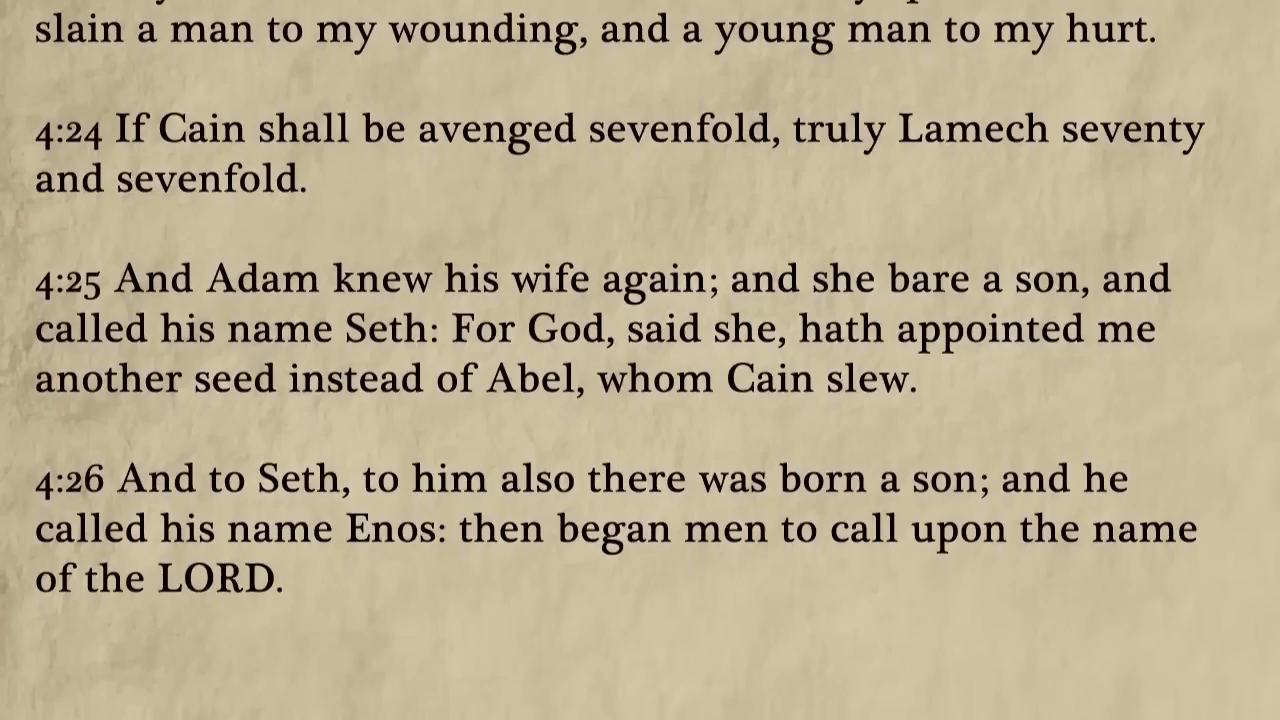 slain a man to my wounding, and a young man to my hurt.
4:24 If Cain shall be avenged sevenfold, truly Lamech seventy
and sevenfold.
4:25 And Adam knew his wife again; and she bare a son, and
called his name Seth: For God, said she, hath appointed me
another seed instead of Abel, whom Cain slew.
4:26 And to Seth, to him also there was born a son; and he
called his name Enos: then began men to call upon the name
of the LORD.